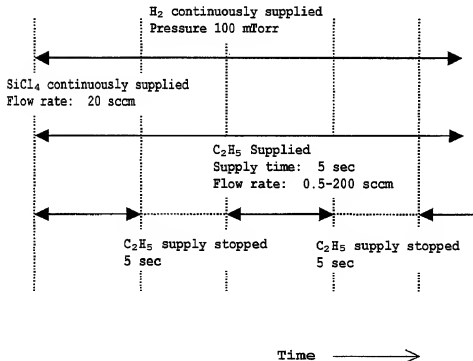 H₂ continuously supplied
Pressure 100 mTorr
SiCl₄ continuously supplied
Flow rate: 20 sccm
C₂H₅ Supplied
Supply time: 5 sec
Flow rate: 0.5-200 sccm
C₂H₅ supply stopped
5 sec
C₂H₅ supply stopped
5 sec
Time